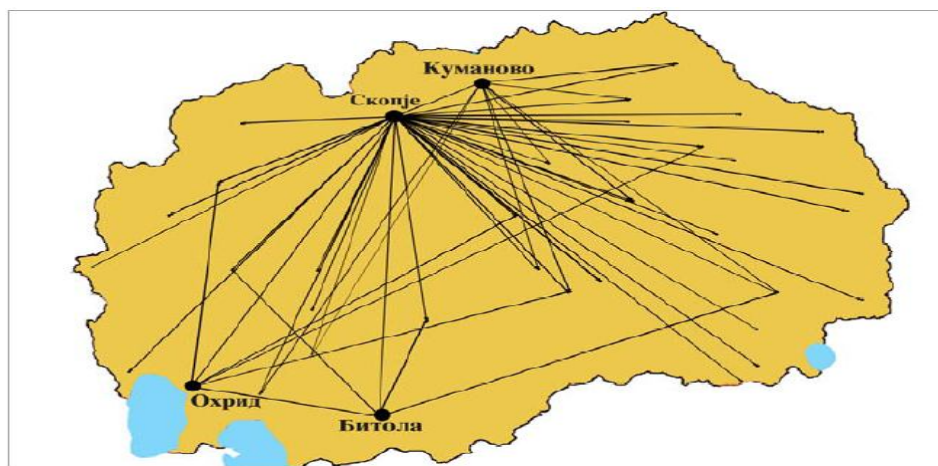 Куманово
Скопје
Охрид
Битола